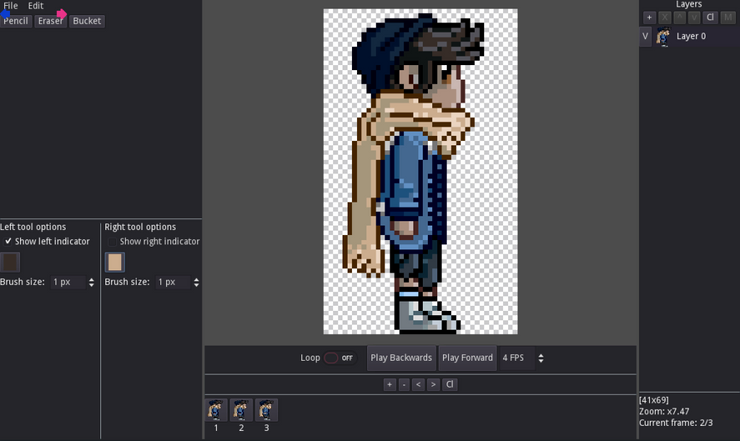 File Edit
Pencil Eraser Bucket
Layers
+ X ^ v Cl M
V Layer 0
Left tool options
Show left indicator
Brush size: 1 px
Right tool options
Show right indicator
Brush size: 1 px
Loop OFF Play Backwards Play Forward 4 FPS
+ - < > Cl
1 2 3
[41x69]
Zoom: x7.47
Current frame: 2/3